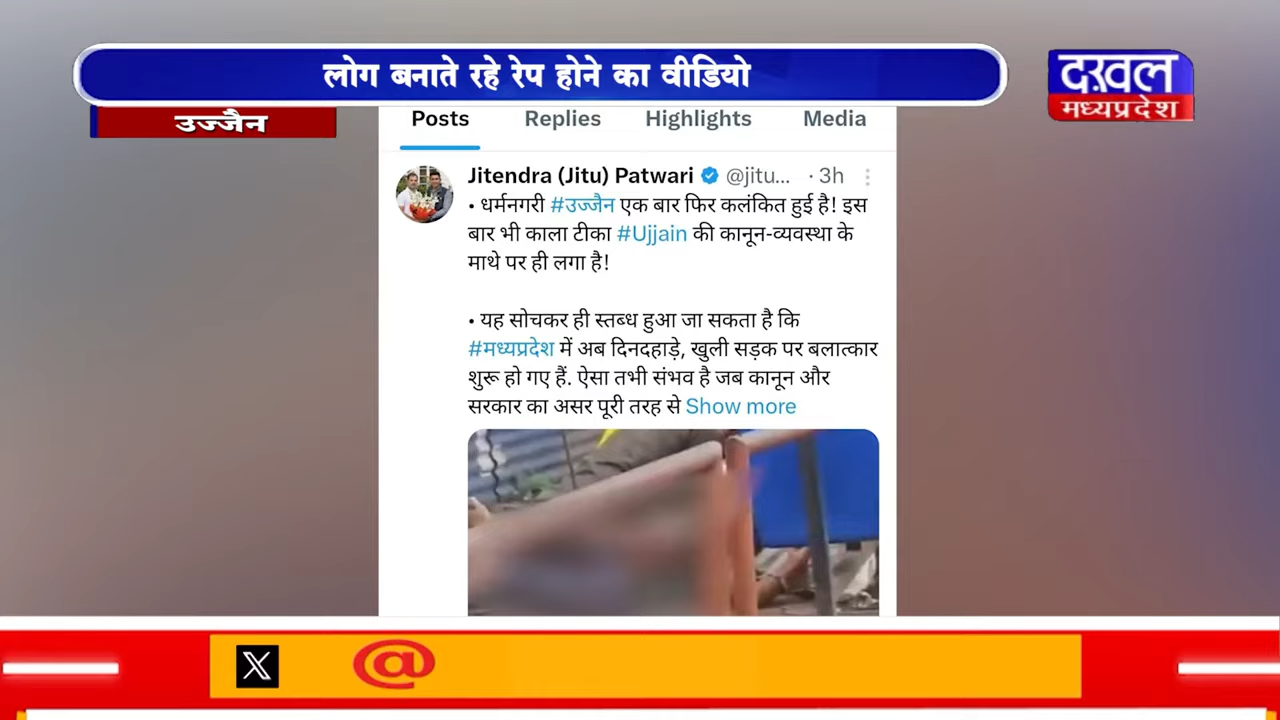 लोग बनाते रहे रेप होने का वीडियो
दख़ल
मध्यप्रदेश
उज्जैन
Posts Replies Highlights Media
Jitendra (Jitu) Patwari @jitu... · 3h
• धर्मनगरी #उज्जैन एक बार फिर कलंकित हुई है! इस
बार भी काला टीका #Ujjain की कानून-व्यवस्था के
माथे पर ही लगा है!
• यह सोचकर ही स्तब्ध हुआ जा सकता है कि
#मध्यप्रदेश में अब दिनदहाड़े, खुली सड़क पर बलात्कार
शुरू हो गए हैं. ऐसा तभी संभव है जब कानून और
सरकार का असर पूरी तरह से Show more
X @